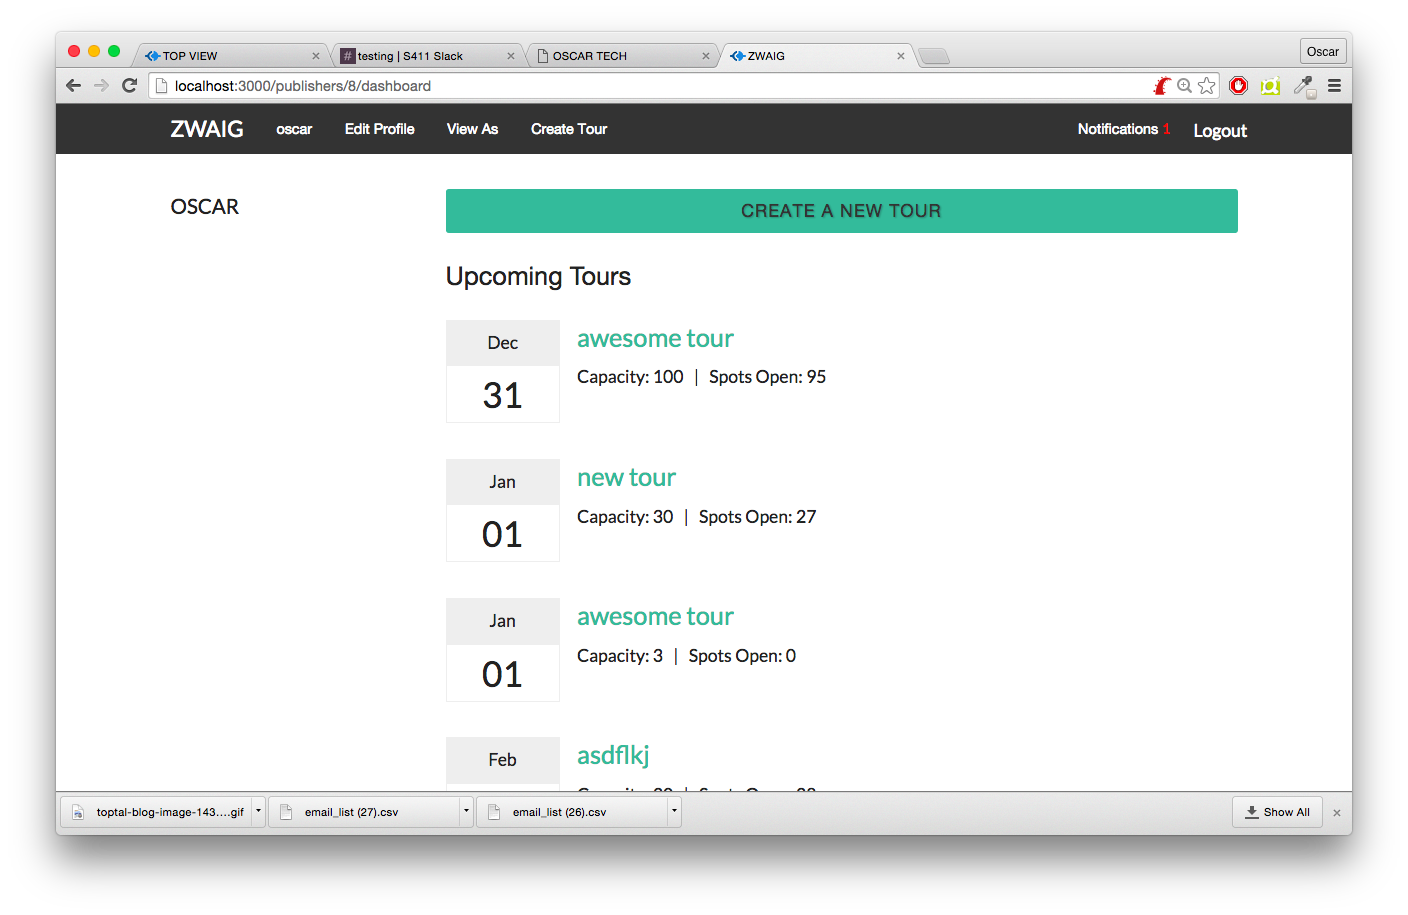 TOP VIEW
# testing | S411 Slack
OSCAR TECH
ZWAIG
Oscar
localhost:3000/publishers/8/dashboard
ZWAIG oscar Edit Profile View As Create Tour Notifications 1 Logout
OSCAR
CREATE A NEW TOUR
Upcoming Tours
Dec
31
awesome tour
Capacity: 100 | Spots Open: 95
Jan
01
new tour
Capacity: 30 | Spots Open: 27
Jan
01
awesome tour
Capacity: 3 | Spots Open: 0
Feb
asdflkj
toptal-blog-image-143....gif
email_list (27).csv
email_list (26).csv
Show All